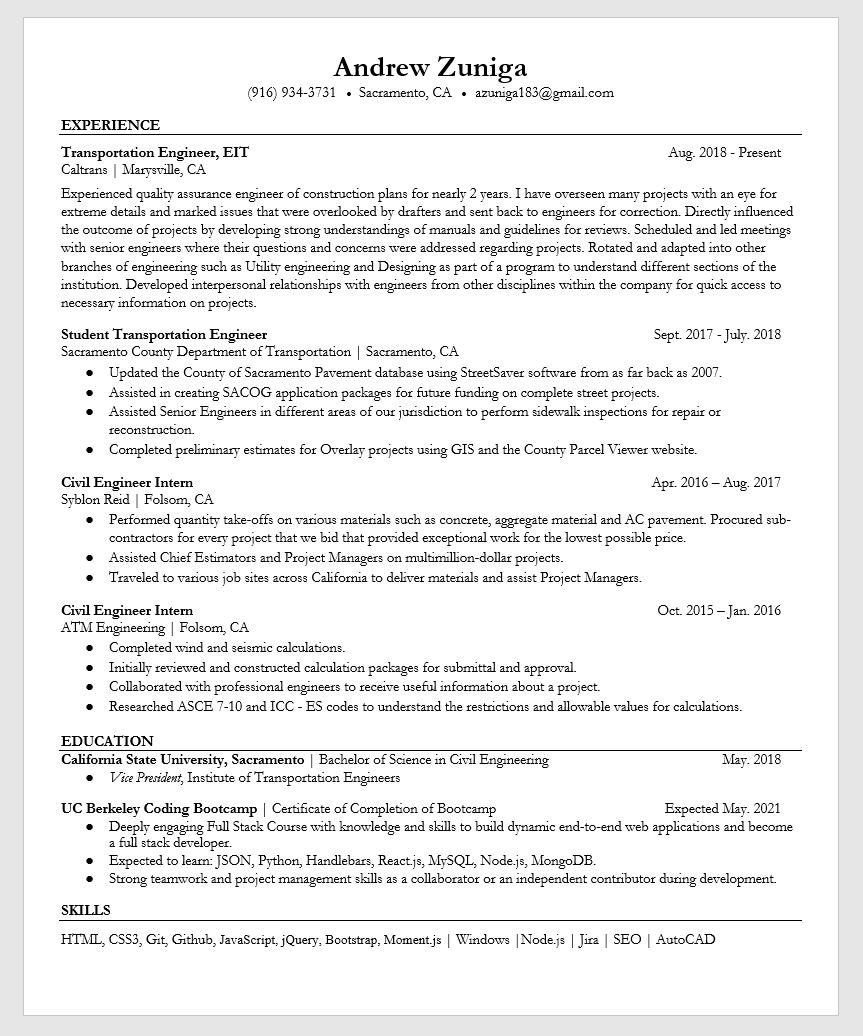 Andrew Zuniga
(916) 934-3731 • Sacramento, CA • azuniga183@gmail.com
EXPERIENCE
Transportation Engineer, EIT Aug. 2018 - Present
Caltrans | Marysville, CA
Experienced quality assurance engineer of construction plans for nearly 2 years. I have overseen many projects with an eye for
extreme details and marked issues that were overlooked by drafters and sent back to engineers for correction. Directly influenced
the outcome of projects by developing strong understandings of manuals and guidelines for reviews. Scheduled and led meetings
with senior engineers where their questions and concerns were addressed regarding projects. Rotated and adapted into other
branches of engineering such as Utility engineering and Designing as part of a program to understand different sections of the
institution. Developed interpersonal relationships with engineers from other disciplines within the company for quick access to
necessary information on projects.
Student Transportation Engineer Sept. 2017 - July. 2018
Sacramento County Department of Transportation | Sacramento, CA
● Updated the County of Sacramento Pavement database using StreetSaver software from as far back as 2007.
● Assisted in creating SACOG application packages for future funding on complete street projects.
● Assisted Senior Engineers in different areas of our jurisdiction to perform sidewalk inspections for repair or
reconstruction.
● Completed preliminary estimates for Overlay projects using GIS and the County Parcel Viewer website.
Civil Engineer Intern Apr. 2016 – Aug. 2017
Syblon Reid | Folsom, CA
● Performed quantity take-offs on various materials such as concrete, aggregate material and AC pavement. Procured sub-
contractors for every project that we bid that provided exceptional work for the lowest possible price.
● Assisted Chief Estimators and Project Managers on multimillion-dollar projects.
● Traveled to various job sites across California to deliver materials and assist Project Managers.
Civil Engineer Intern Oct. 2015 – Jan. 2016
ATM Engineering | Folsom, CA
● Completed wind and seismic calculations.
● Initially reviewed and constructed calculation packages for submittal and approval.
● Collaborated with professional engineers to receive useful information about a project.
● Researched ASCE 7-10 and ICC - ES codes to understand the restrictions and allowable values for calculations.
EDUCATION
California State University, Sacramento | Bachelor of Science in Civil Engineering May. 2018
● Vice President, Institute of Transportation Engineers
UC Berkeley Coding Bootcamp | Certificate of Completion of Bootcamp Expected May. 2021
● Deeply engaging Full Stack Course with knowledge and skills to build dynamic end-to-end web applications and become
a full stack developer.
● Expected to learn: JSON, Python, Handlebars, React.js, MySQL, Node.js, MongoDB.
● Strong teamwork and project management skills as a collaborator or an independent contributor during development.
SKILLS
HTML, CSS3, Git, Github, JavaScript, jQuery, Bootstrap, Moment.js | Windows |Node.js | Jira | SEO | AutoCAD